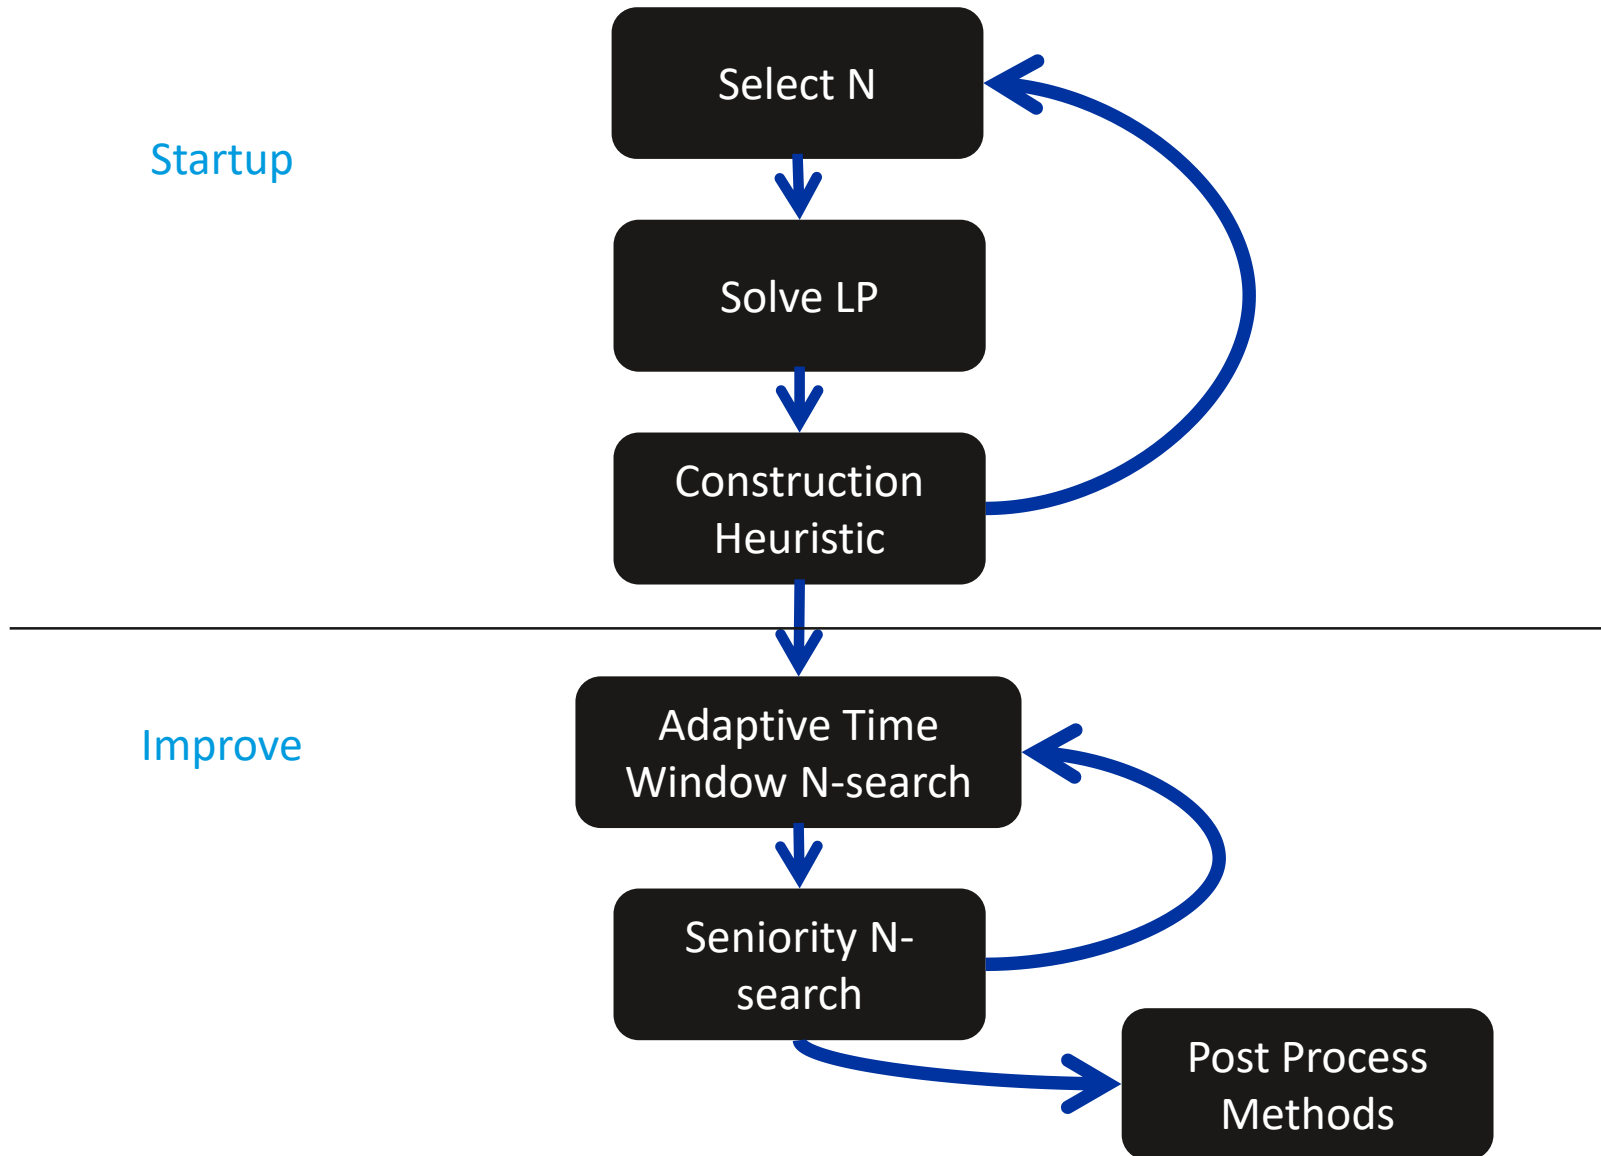 Select N
Startup
Solve LP
Construction
Heuristic
Adaptive Time
Window N-search
Improve
Seniority N-
search
Post Process
Methods